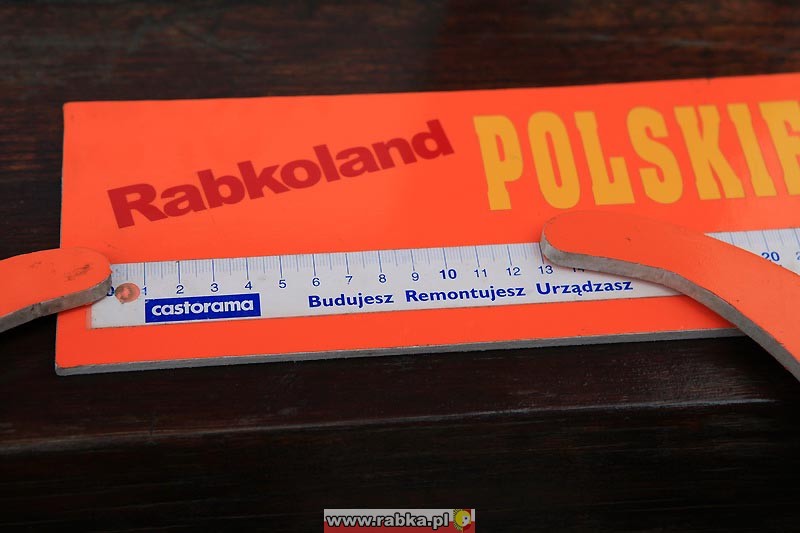 Rabkoland POLSKIE
0 1 2 3 4 5 6 7 8 9 10 11 12 13 14 20
castorama Budujesz Remontujesz Urządzasz
www.rabka.pl